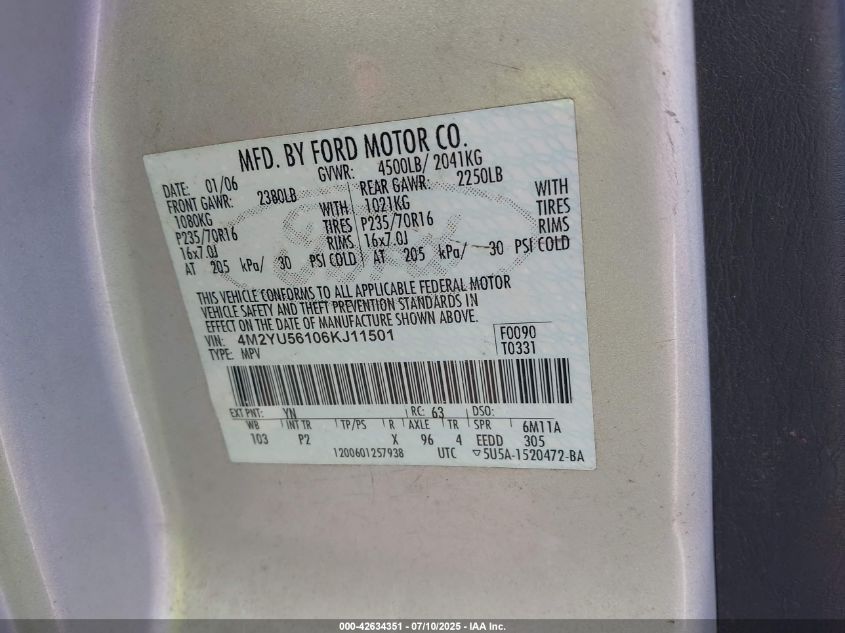 MFD. BY FORD MOTOR CO.
DATE: 01/06 GVWR: 4500LB/ 2041KG
FRONT GAWR: 2380LB REAR GAWR: 2250LB
1080KG WITH 1021KG WITH
P235/70R16 TIRES P235/70R16 TIRES
16x7.0J RIMS 16x7.0J RIMS
AT 205 kPa/ 30 PSI COLD AT 205 kPa/ 30 PSI COLD
THIS VEHICLE CONFORMS TO ALL APPLICABLE FEDERAL MOTOR
VEHICLE SAFETY AND THEFT PREVENTION STANDARDS IN
EFFECT ON THE DATE OF MANUFACTURE SHOWN ABOVE.
VIN: 4M2YU56106KJ11501 F0090
TYPE: MPV T0331
EXT PNT: YN RC: 63 DSO:
WB INT TR TP/PS R AXLE TR SPR 6M11A
103 P2 X 96 4 EEDD 305
1200601257938 UTC ▽5U5A-1520472-BA
000-42634351 // 07/10/2025 - IAA Inc.